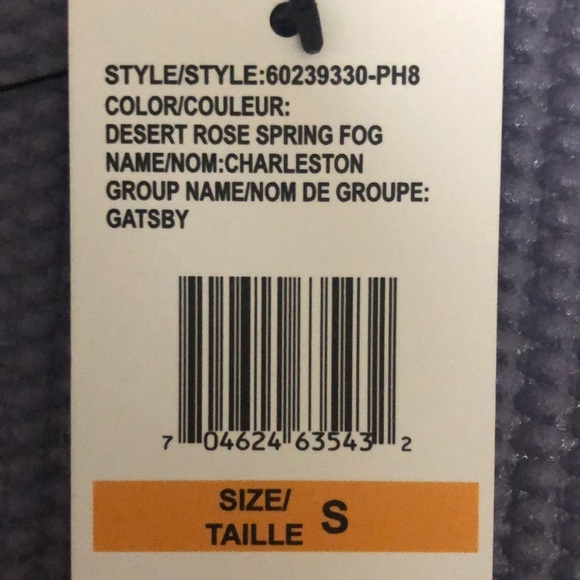 STYLE/STYLE:60239330-PH8
COLOR/COULEUR:
DESERT ROSE SPRING FOG
NAME/NOM:CHARLESTON
GROUP NAME/NOM DE GROUPE:
GATSBY
7 04624 63543 2
SIZE/
TAILLE S